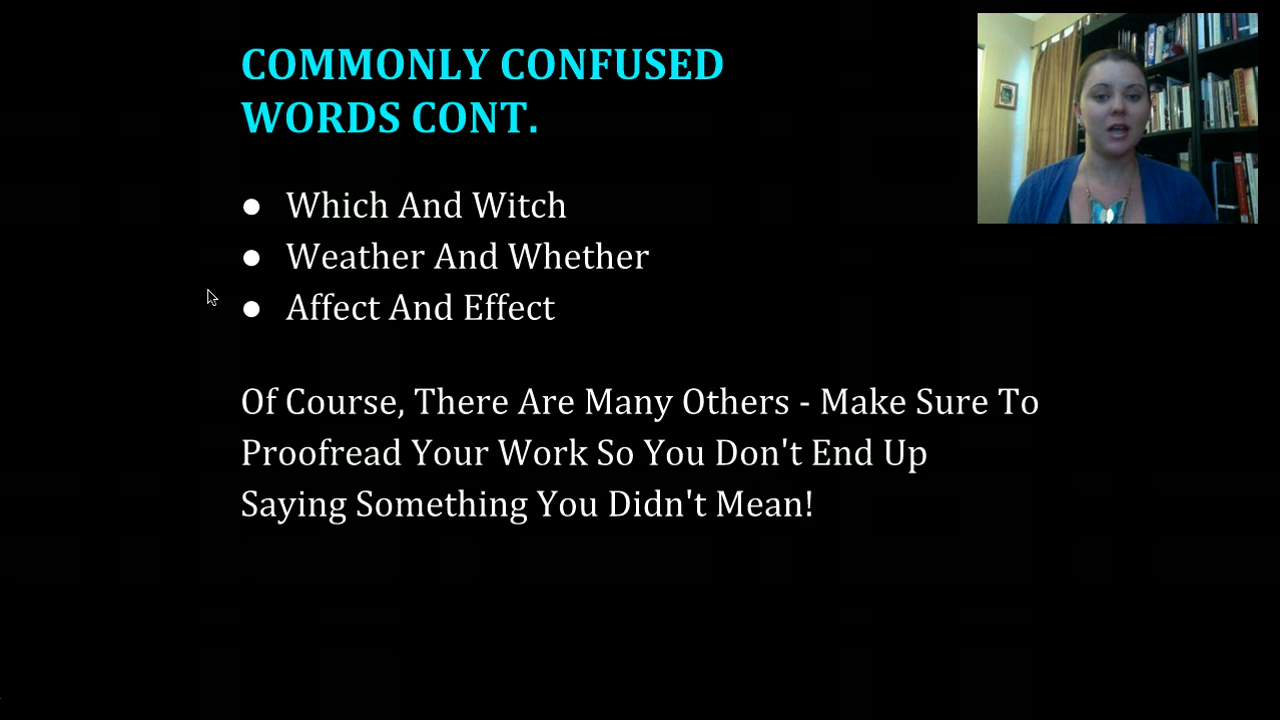 COMMONLY CONFUSED
WORDS CONT.
● Which And Witch
● Weather And Whether
● Affect And Effect
Of Course, There Are Many Others - Make Sure To
Proofread Your Work So You Don't End Up
Saying Something You Didn't Mean!